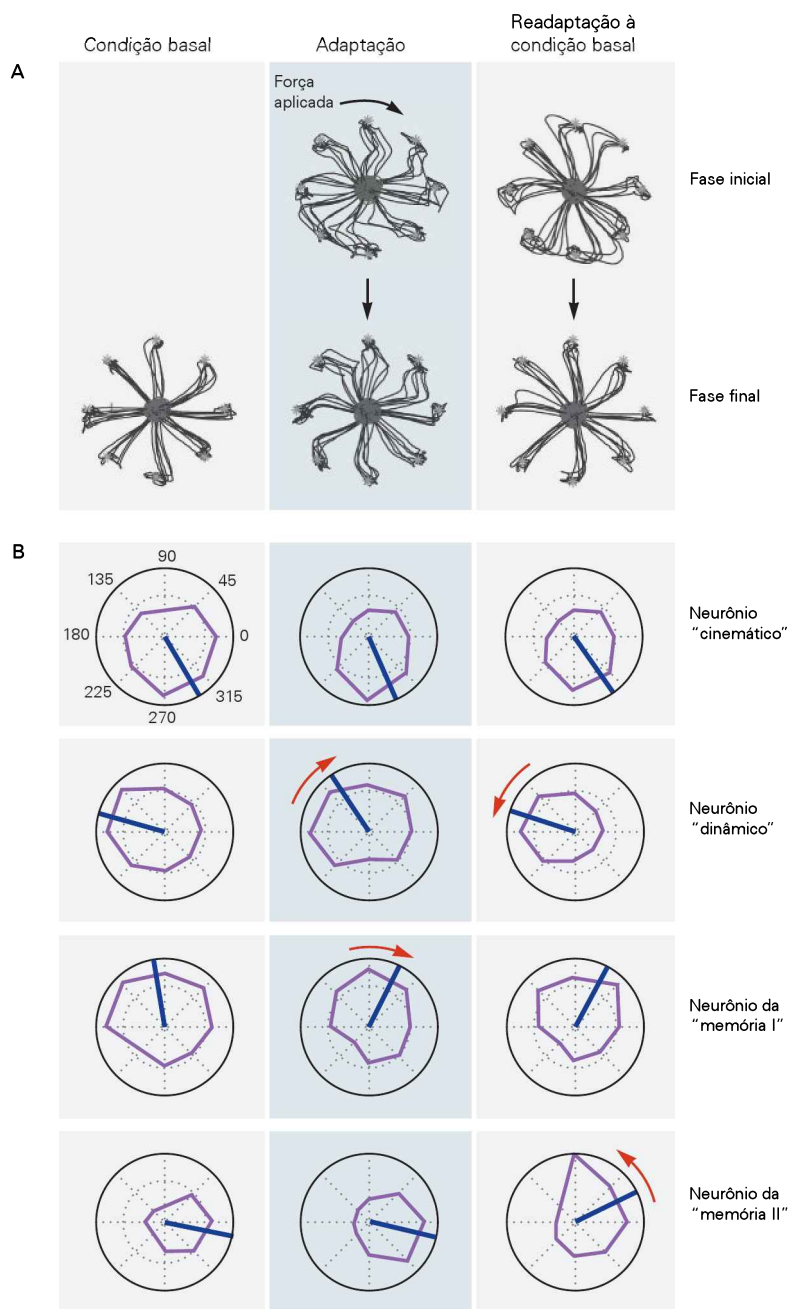 Condição basal
Adaptação
Readaptação à
condição basal
A
Força
aplicada
Fase inicial
Fase final
B
90
135
45
180
0
225
315
270
Neurônio
“cinemático”
Neurônio
“dinâmico”
Neurônio da
“memória I”
Neurônio da
“memória II”